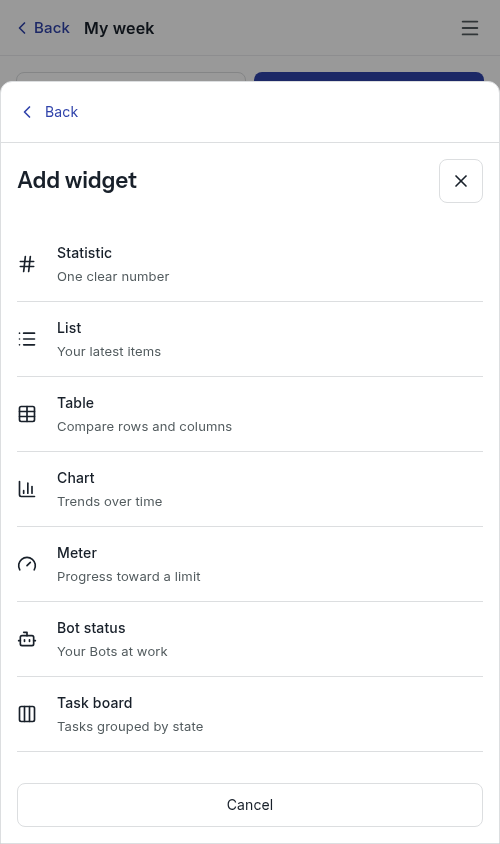 Back My week
Back
Add widget
Statistic
One clear number
List
Your latest items
Table
Compare rows and columns
Chart
Trends over time
Meter
Progress toward a limit
Bot status
Your Bots at work
Task board
Tasks grouped by state
Cancel